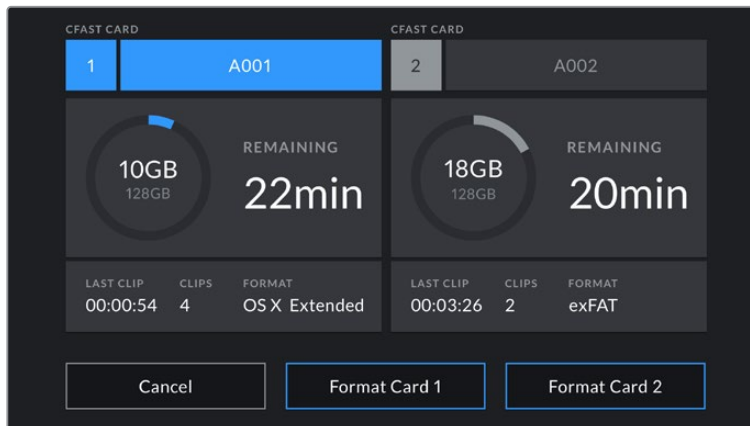 CFAST CARD
1 A001
10GB
128GB
REMAINING
22min
LAST CLIP CLIPS FORMAT
00:00:54 4 OS X Extended
CFAST CARD
2 A002
18GB
128GB
REMAINING
20min
LAST CLIP CLIPS FORMAT
00:03:26 2 exFAT
Cancel Format Card 1 Format Card 2